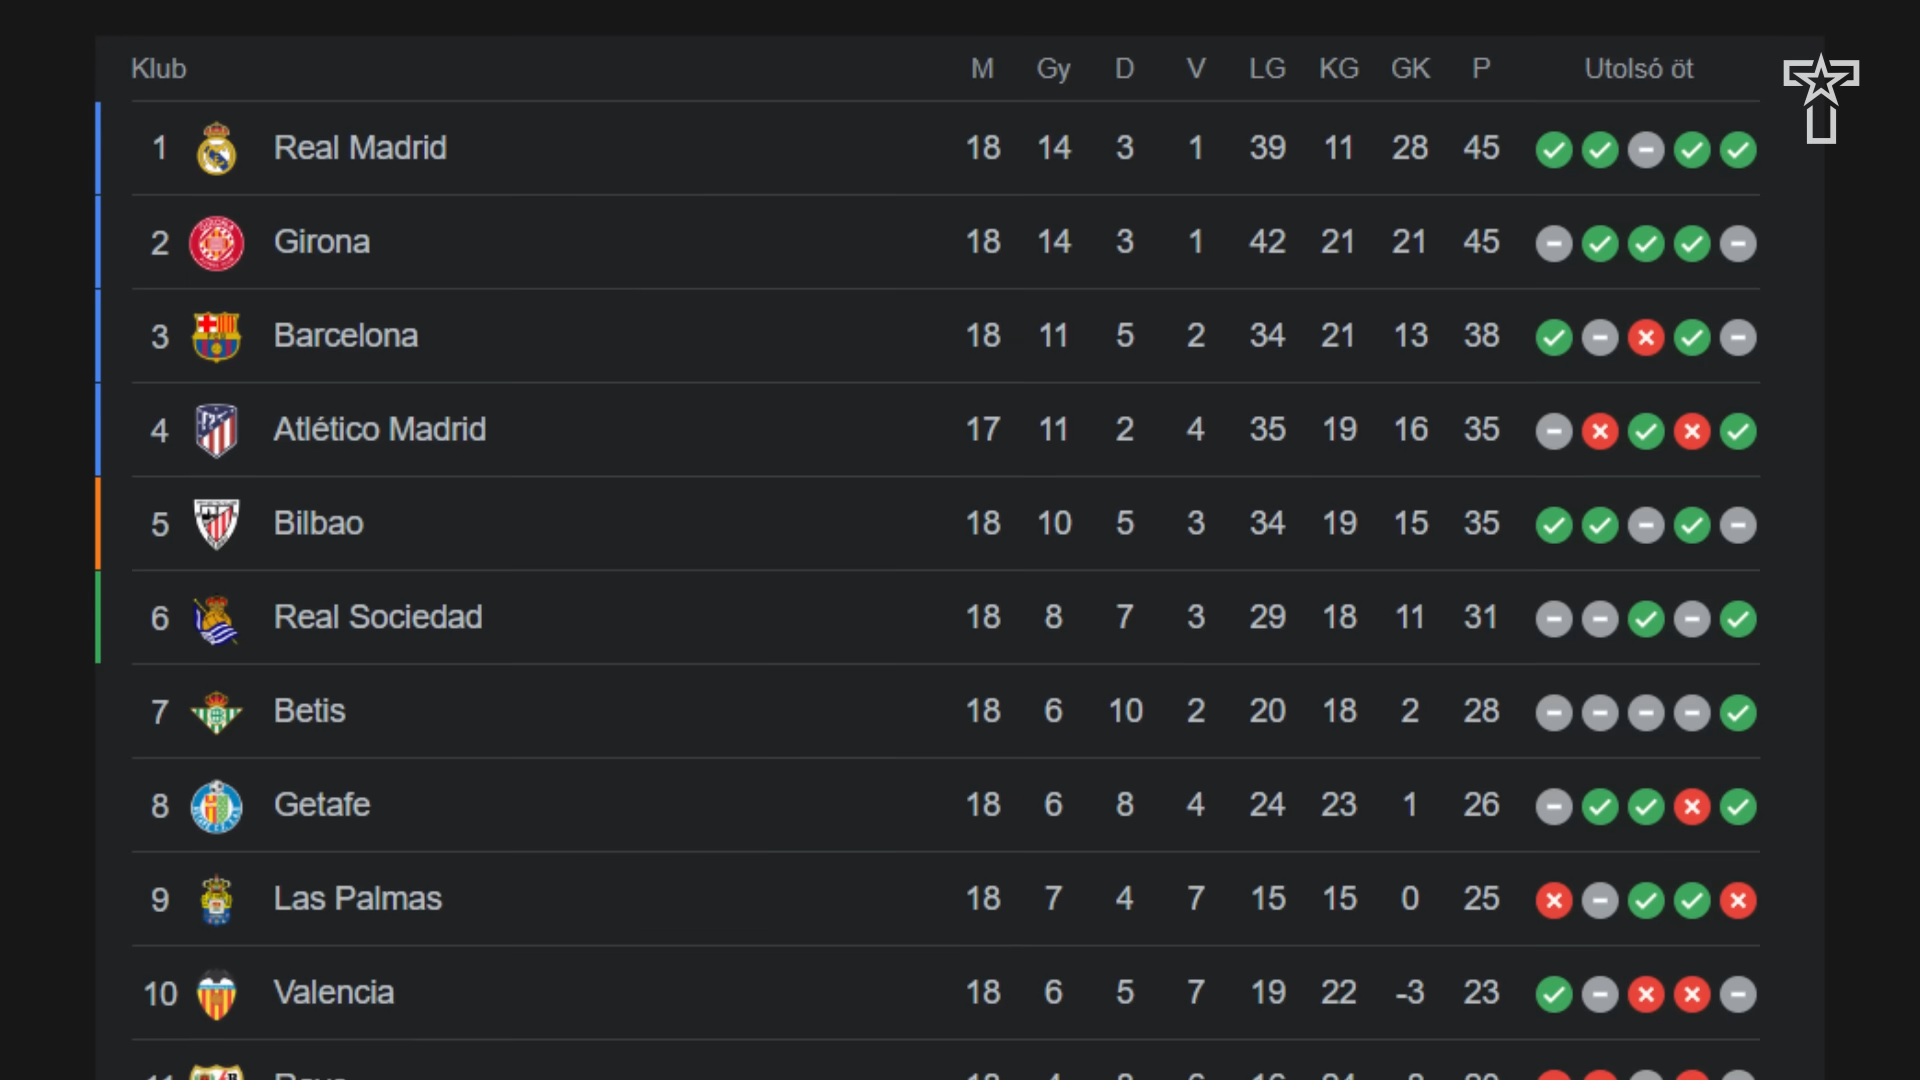 Klub M Gy D V LG KG GK P Utolsó öt
1 Real Madrid 18 14 3 1 39 11 28 45
2 Girona 18 14 3 1 42 21 21 45
3 Barcelona 18 11 5 2 34 21 13 38
4 Atlético Madrid 17 11 2 4 35 19 16 35
5 Bilbao 18 10 5 3 34 19 15 35
6 Real Sociedad 18 8 7 3 29 18 11 31
7 Betis 18 6 10 2 20 18 2 28
8 Getafe 18 6 8 4 24 23 1 26
9 Las Palmas 18 7 4 7 15 15 0 25
10 Valencia 18 6 5 7 19 22 -3 23